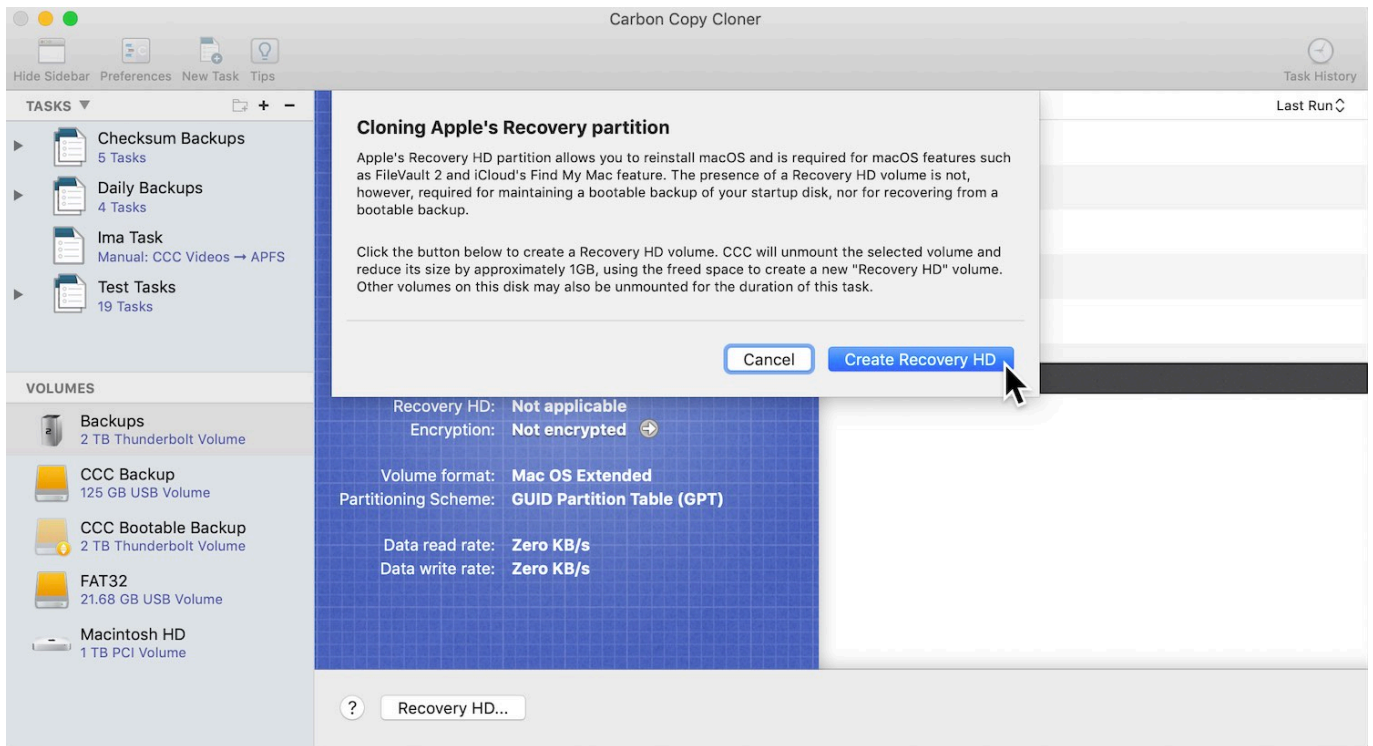 Carbon Copy Cloner
Hide Sidebar Preferences New Task Tips
Task History
TASKS ▼ + −
Last Run
Checksum Backups
5 Tasks
Daily Backups
4 Tasks
Ima Task
Manual: CCC Videos → APFS
Test Tasks
19 Tasks
Cloning Apple's Recovery partition
Apple's Recovery HD partition allows you to reinstall macOS and is required for macOS features such
as FileVault 2 and iCloud's Find My Mac feature. The presence of a Recovery HD volume is not,
however, required for maintaining a bootable backup of your startup disk, nor for recovering from a
bootable backup.
Click the button below to create a Recovery HD volume. CCC will unmount the selected volume and
reduce its size by approximately 1GB, using the freed space to create a new "Recovery HD" volume.
Other volumes on this disk may also be unmounted for the duration of this task.
Cancel Create Recovery HD
VOLUMES
Backups
2 TB Thunderbolt Volume
CCC Backup
125 GB USB Volume
CCC Bootable Backup
2 TB Thunderbolt Volume
FAT32
21.68 GB USB Volume
Macintosh HD
1 TB PCI Volume
Recovery HD: Not applicable
Encryption: Not encrypted
Volume format: Mac OS Extended
Partitioning Scheme: GUID Partition Table (GPT)
Data read rate: Zero KB/s
Data write rate: Zero KB/s
? Recovery HD...